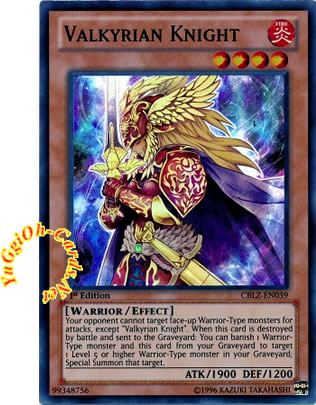 VALKYRIAN KNIGHT
FIRE
炎
YuGgiOh-Cards.Net
1st Edition
CBLZ-EN039
[WARRIOR / EFFECT]
Your opponent cannot target face-up Warrior-Type monsters for
attacks, except "Valkyrian Knight". When this card is destroyed
by battle and sent to the Graveyard: You can banish 1 Warrior-
Type monster and this card from your Graveyard to target
1 Level 5 or higher Warrior-Type in your Graveyard;
Special Summon that target.
ATK/1900 DEF/1200
99348756
©1996 KAZUKI TAKAHASHI